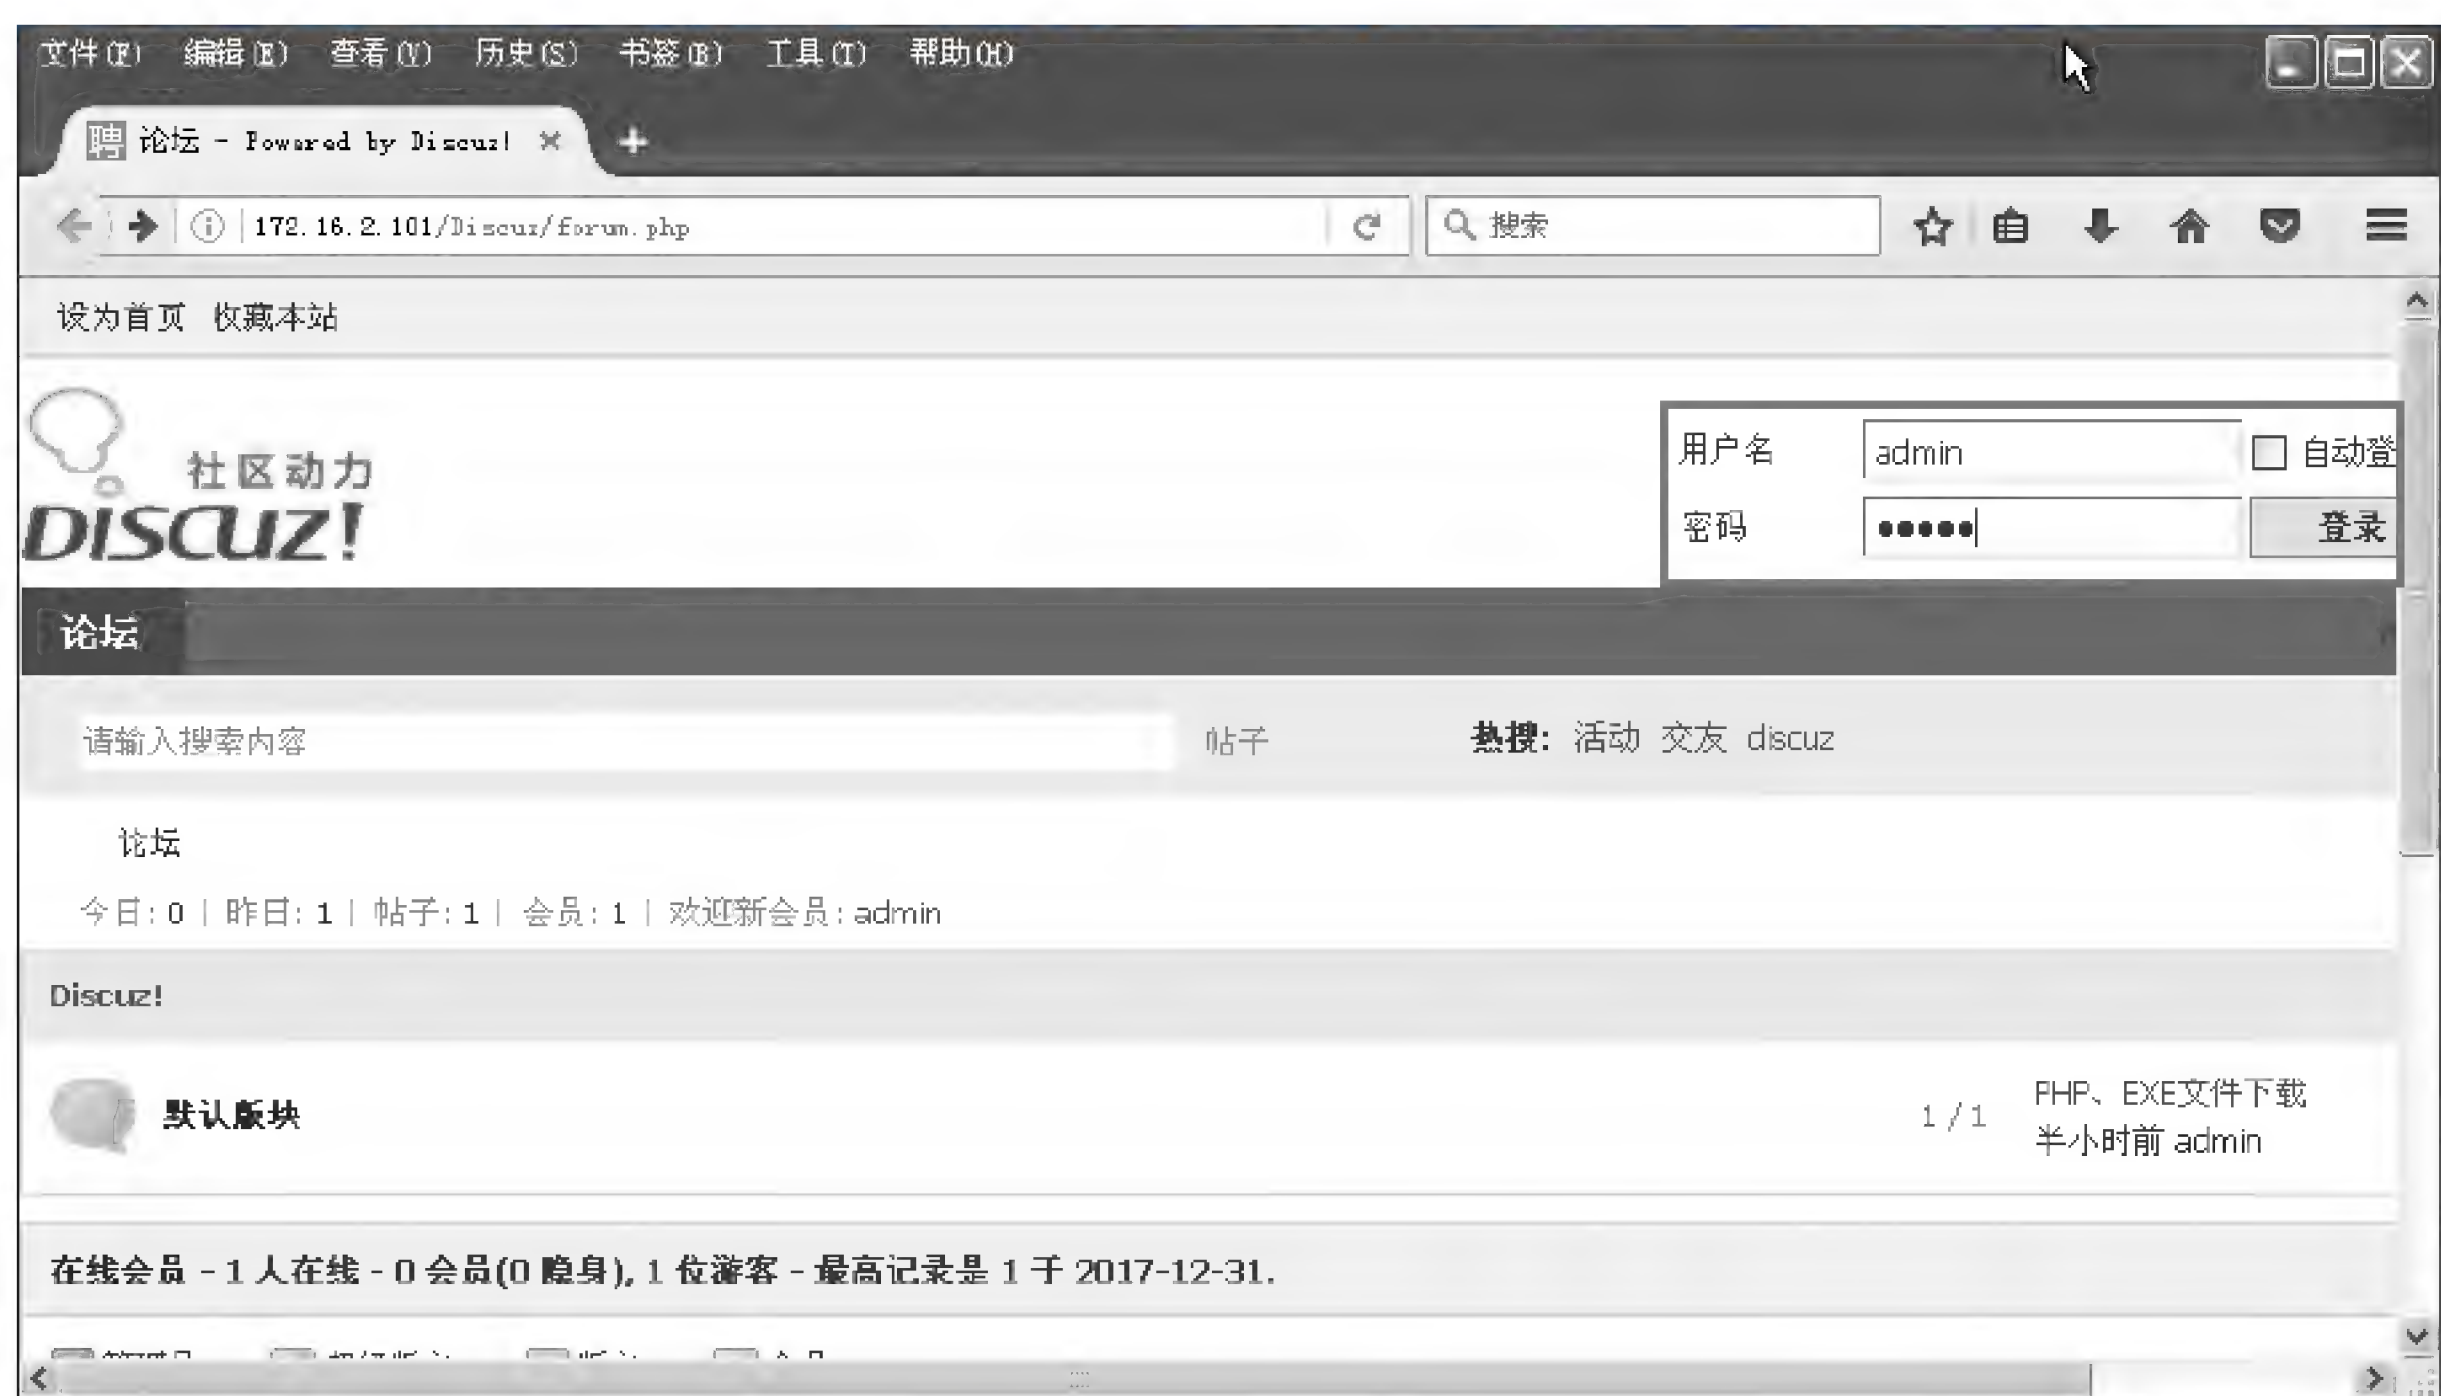 文件(F) 编辑(E) 查看(V) 历史(S) 书签(B) 工具(T) 帮助(H)
聘 论坛 - Powered by Discuz!
172.16.2.101/Discuz/forum.php 搜索
设为首页 收藏本站
社区动力
DISCUZ!
用户名 admin 自动登
密码 ●●●●● 登录
论坛
请输入搜索内容 帖子 热搜: 活动 交友 discuz
论坛
今日: 0 | 昨日: 1 | 帖子: 1 | 会员: 1 | 欢迎新会员: admin
Discuz!
默认版块 1 / 1 PHP、EXE文件下载
半小时前 admin
在线会员 - 1 人在线 - 0 会员(0 隐身), 1 位游客 - 最高记录是 1 于 2017-12-31.